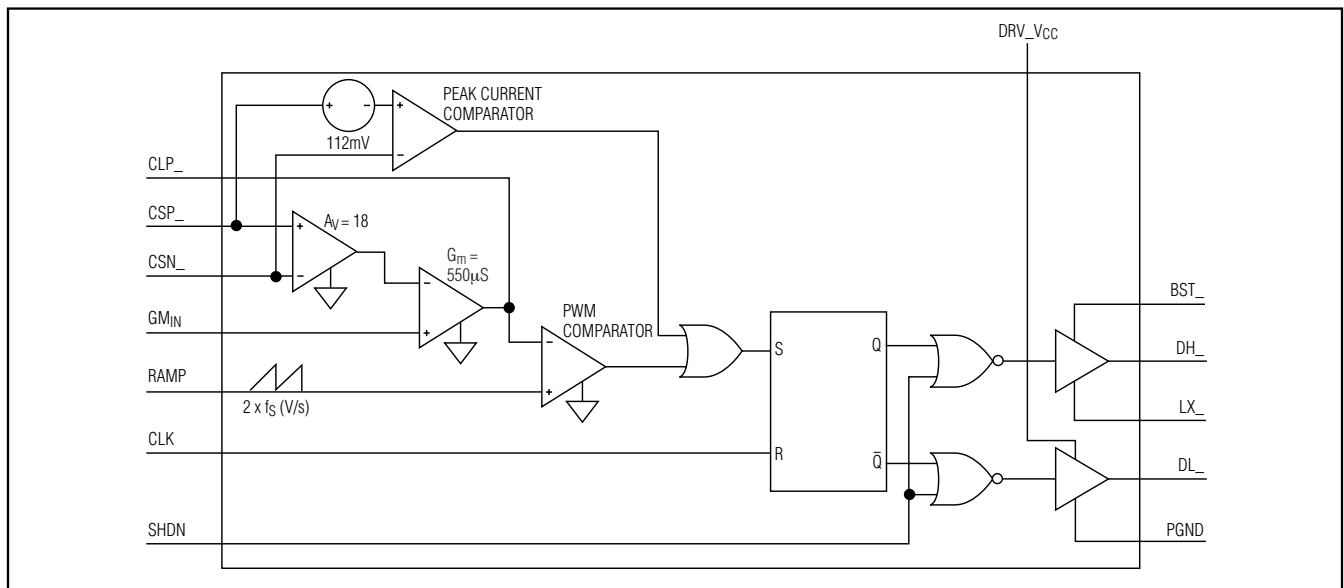 DRV_VCC
PEAK CURRENT
COMPARATOR
+
-
+
-
112mV
CLP_
CSP_
CSN_
GMIN
RAMP
CLK
SHDN
AV = 18
+
-
Gm =
550µS
-
+
PWM
COMPARATOR
-
+
2 x fS (V/s)
S
R
Q
Q̅
BST_
DH_
LX_
DL_
PGND